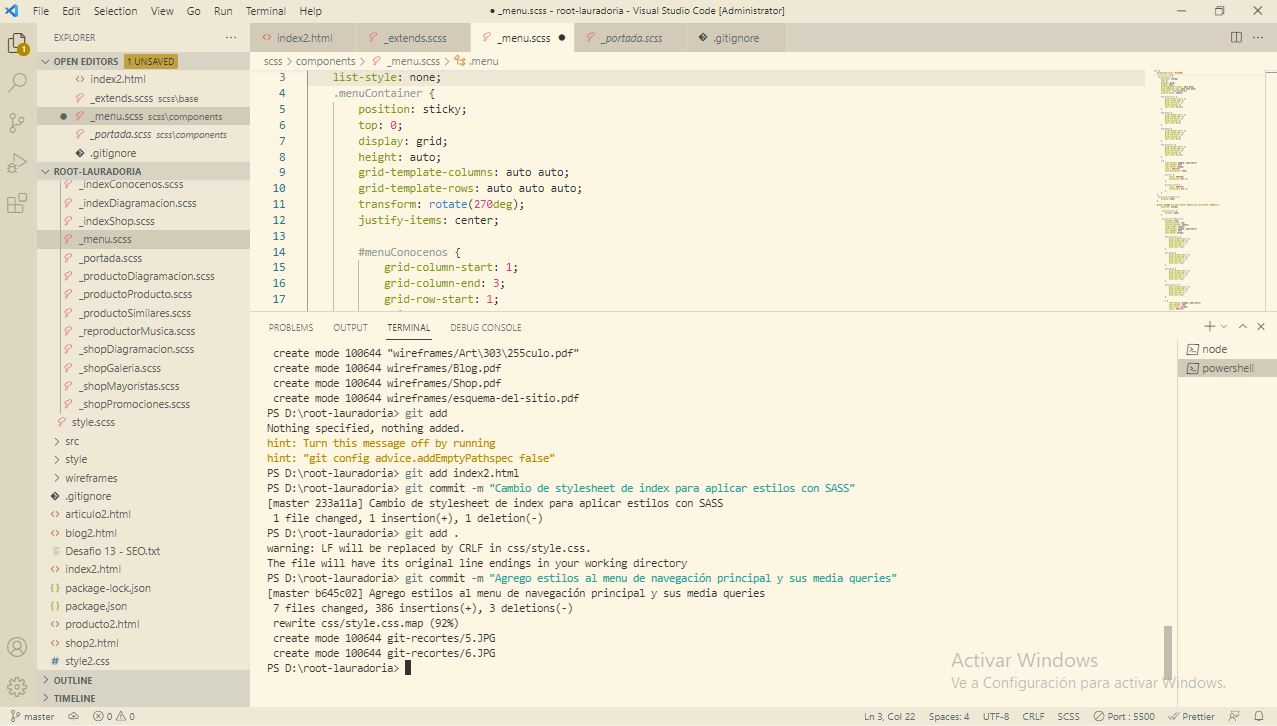 File Edit Selection View Go Run Terminal Help
● _menu.scss - root-lauradoria - Visual Studio Code [Administrator]
EXPLORER
OPEN EDITORS 1 UNSAVED
index2.html
_extends.scss scss\base
_menu.scss scss\components
_portada.scss scss\components
.gitignore
ROOT-LAURADORIA
_indexConocenos.scss
_indexDiagramacion.scss
_indexShop.scss
_menu.scss
_portada.scss
_productoDiagramacion.scss
_productoProducto.scss
_productoSimilares.scss
_reproductorMusica.scss
_shopDiagramacion.scss
_shopGaleria.scss
_shopMayoristas.scss
_shopPromociones.scss
style.scss
src
style
wireframes
.gitignore
articulo2.html
blog2.html
Desafio 13 - SEO.txt
index2.html
package-lock.json
package.json
producto2.html
shop2.html
style2.css
OUTLINE
TIMELINE
1
index2.html _extends.scss _menu.scss _portada.scss .gitignore
scss > components > _menu.scss > .menu
3 list-style: none;
4 .menuContainer {
5 position: sticky;
6 top: 0;
7 display: grid;
8 height: auto;
9 grid-template-columns: auto auto;
10 grid-template-rows: auto auto auto;
11 transform: rotate(270deg);
12 justify-items: center;
13
14 #menuConocenos {
15 grid-column-start: 1;
16 grid-column-end: 3;
17 grid-row-start: 1;
PROBLEMS OUTPUT TERMINAL DEBUG CONSOLE
node
powershell
create mode 100644 "wireframes/Art\303\255culo.pdf"
create mode 100644 wireframes/Blog.pdf
create mode 100644 wireframes/Shop.pdf
create mode 100644 wireframes/esquema-del-sitio.pdf
PS D:\root-lauradoria> git add
Nothing specified, nothing added.
hint: Turn this message off by running
hint: "git config advice.addEmptyPathspec false"
PS D:\root-lauradoria> git add index2.html
PS D:\root-lauradoria> git commit -m "Cambio de stylesheet de index para aplicar estilos con SASS"
[master 233a11a] Cambio de stylesheet de index para aplicar estilos con SASS
1 file changed, 1 insertion(+), 1 deletion(-)
PS D:\root-lauradoria> git add .
warning: LF will be replaced by CRLF in css/style.css.
The file will have its original line endings in your working directory
PS D:\root-lauradoria> git commit -m "Agrego estilos al menu de navegación principal y sus media queries"
[master b645c02] Agrego estilos al menu de navegación principal y sus media queries
7 files changed, 386 insertions(+), 3 deletions(-)
rewrite css/style.css.map (92%)
create mode 100644 git-recortes/5.JPG
create mode 100644 git-recortes/6.JPG
PS D:\root-lauradoria>
Activar Windows
Ve a Configuración para activar Windows.
master 0 0 Ln 3, Col 22 Spaces: 4 UTF-8 CRLF SCSS Port : 5500 Prettier